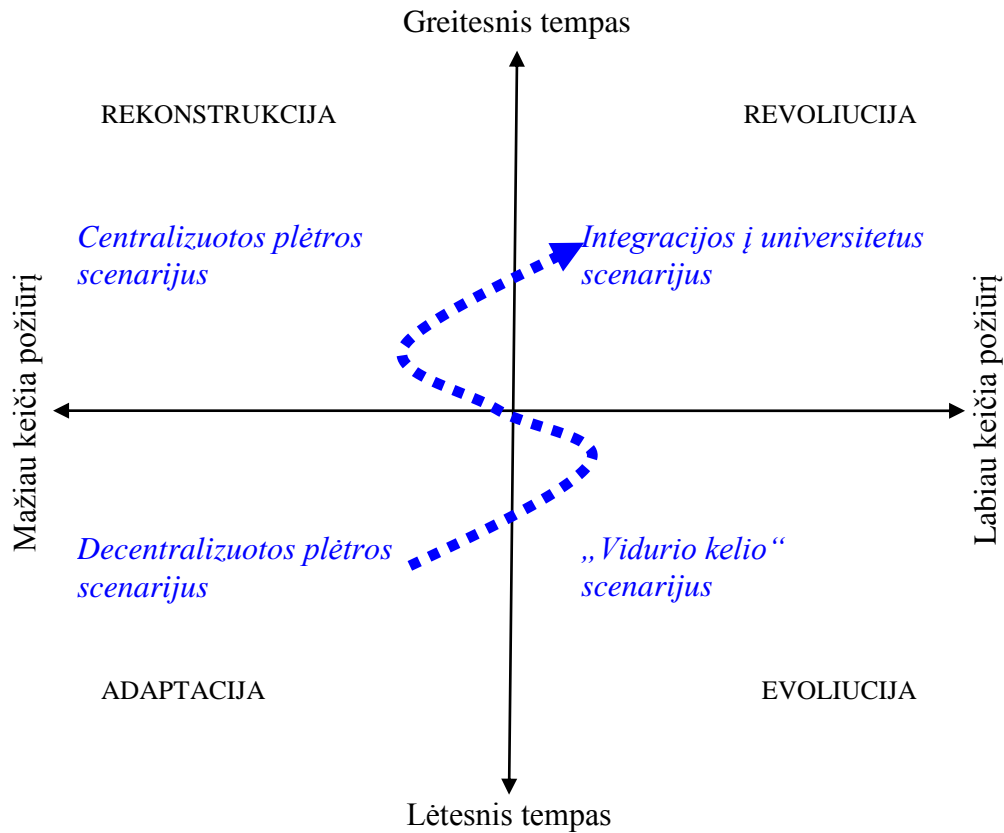 Greitesnis tempas
REKONSTRUKCIJA
REVOLIUCIJA
Centralizuotos plėtros
scenarijus
Integracijos į universitetus
scenarijus
Mažiau keičia požiūrį
Labiau keičia požiūrį
Decentralizuotos plėtros
scenarijus
„Vidurio kelio“
scenarijus
ADAPTACIJA
EVOLIUCIJA
Lėtesnis tempas